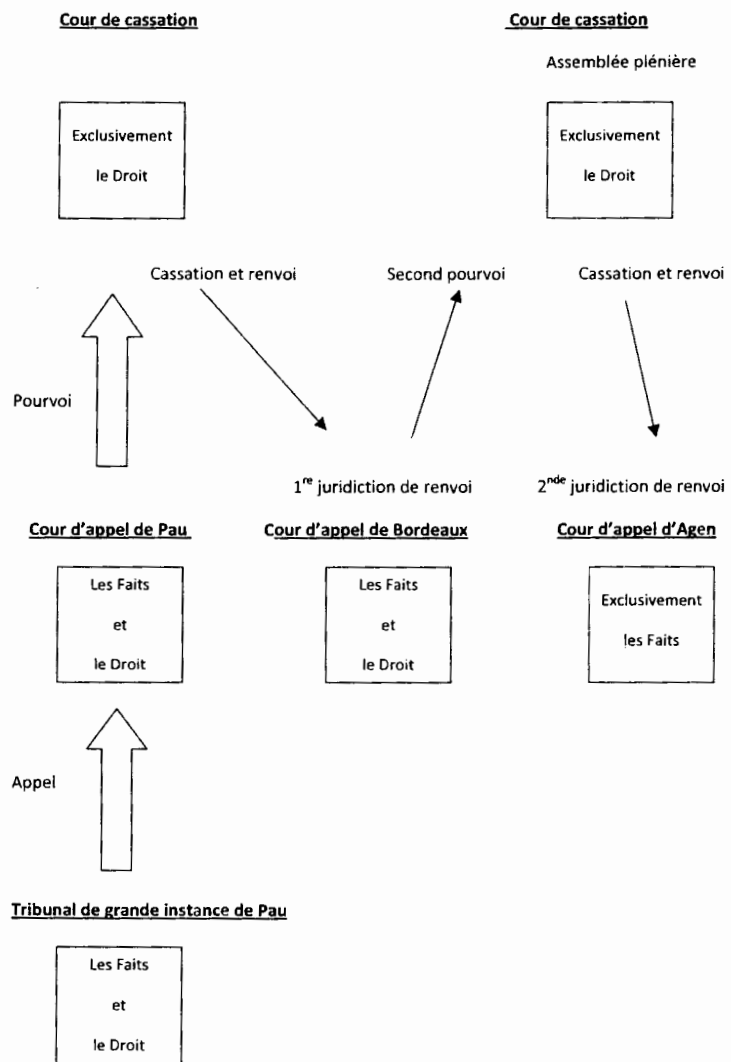 Cour de cassation
Cour de cassation
Assemblée plénière
Exclusivement
le Droit
Exclusivement
le Droit
Cassation et renvoi
Second pourvoi
Cassation et renvoi
Pourvoi
1re juridiction de renvoi
2nde juridiction de renvoi
Cour d'appel de Pau
Cour d'appel de Bordeaux
Cour d'appel d'Agen
Les Faits
et
le Droit
Les Faits
et
le Droit
Exclusivement
les Faits
Appel
Tribunal de grande instance de Pau
Les Faits
et
le Droit